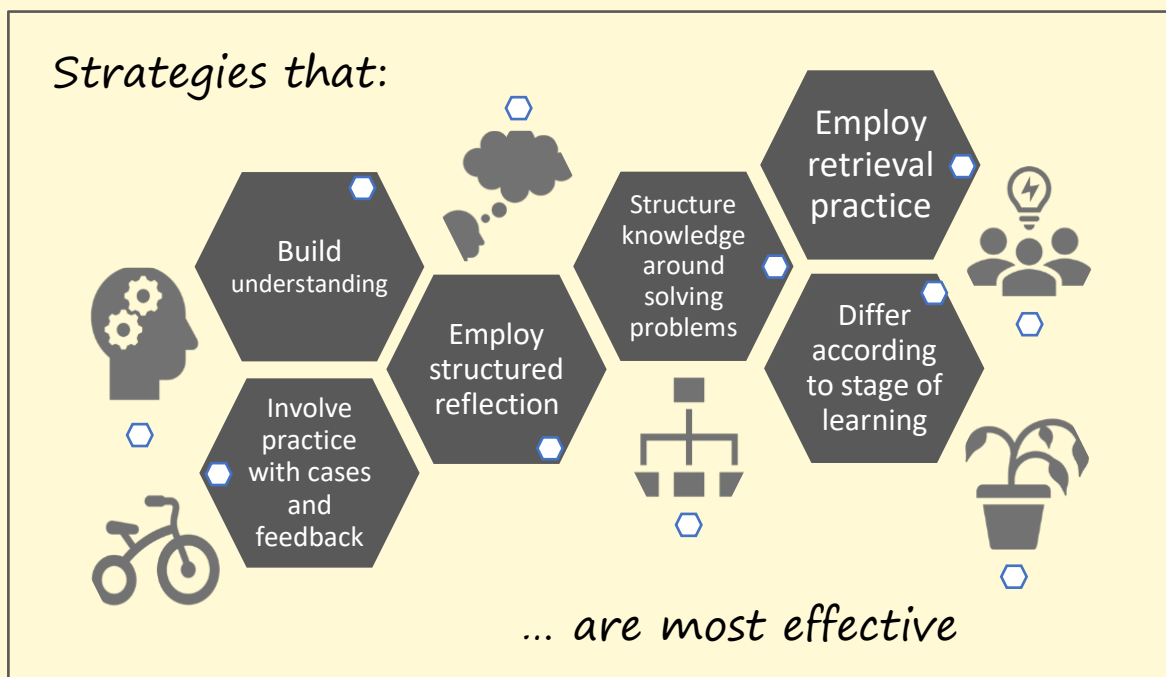 Strategies that:
Build
understanding
Involve
practice
with cases
and
feedback
Employ
structured
reflection
Structure
knowledge
around
solving
problems
Employ
retrieval
practice
Differ
according
to stage of
learning
... are most effective